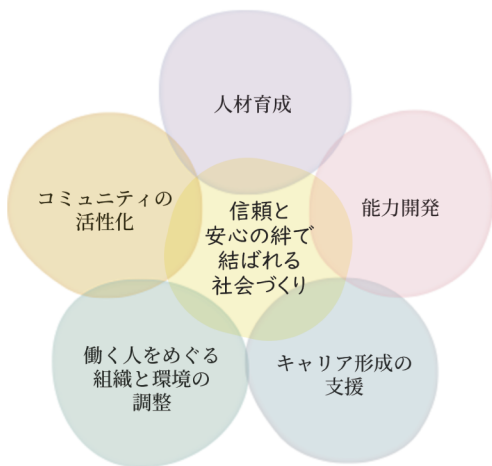 人材育成
コミュニティの
活性化
信頼と
安心の絆で
結ばれる
社会づくり
能力開発
働く人をめぐる
組織と環境の
調整
キャリア形成の
支援